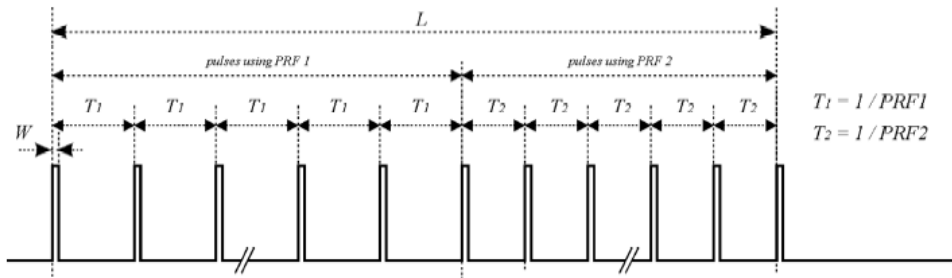 L
pulses using PRF 1 pulses using PRF 2
T1 T1 T1 T1 T1 T2 T2 T2 T2 T2
T1 = 1 / PRF1
W
T2 = 1 / PRF2